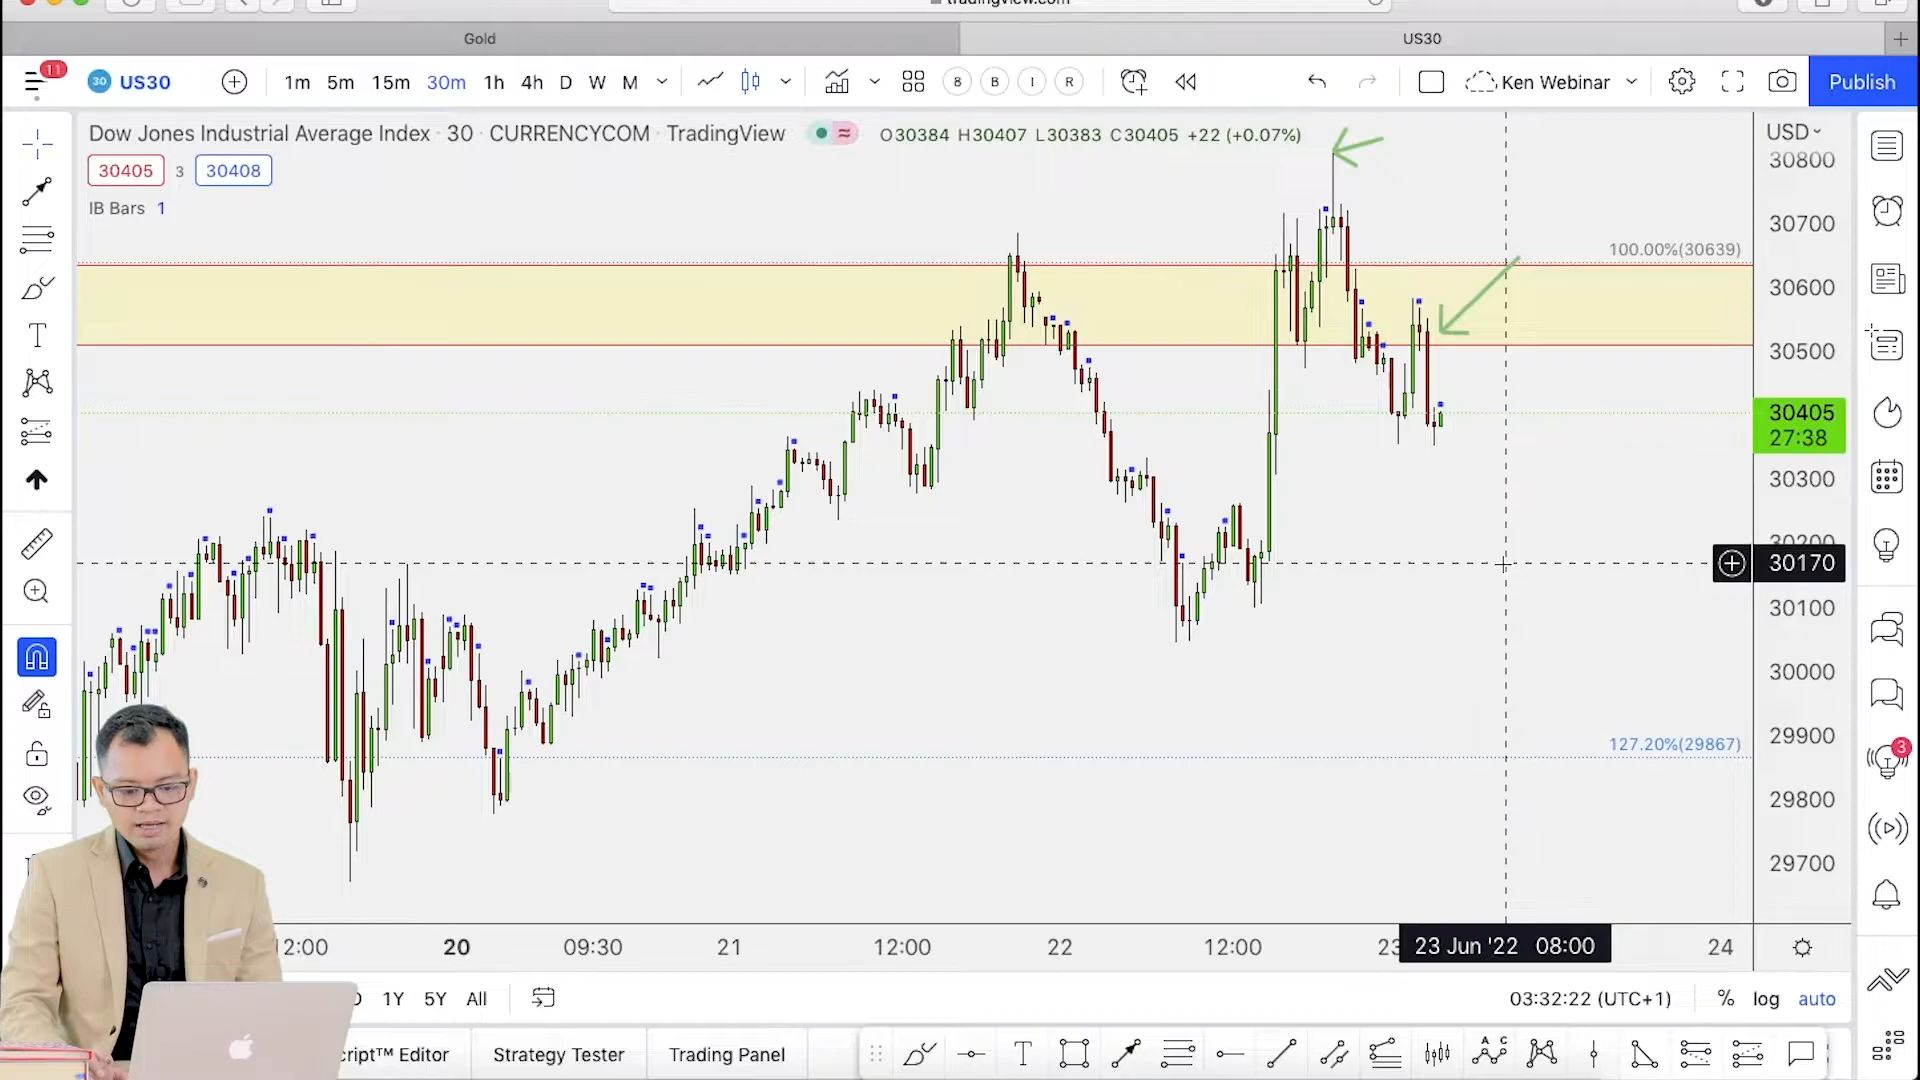 tradingview.com
Gold
US30
11
30 US30 1m 5m 15m 30m 1h 4h D W M B B I R Ken Webinar Publish
Dow Jones Industrial Average Index · 30 · CURRENCYCOM · TradingView O30384 H30407 L30383 C30405 +22 (+0.07%)
30405 3 30408
IB Bars 1
USD
30800
30700
100.00%(30639)
30600
30500
30405
27:38
30300
30200
30170
30100
30000
29900
127.20%(29867)
29800
29700
3
12:00 20 09:30 21 12:00 22 12:00 23 23 Jun '22 08:00 24
1Y 5Y All 03:32:22 (UTC+1) % log auto
cript™ Editor Strategy Tester Trading Panel